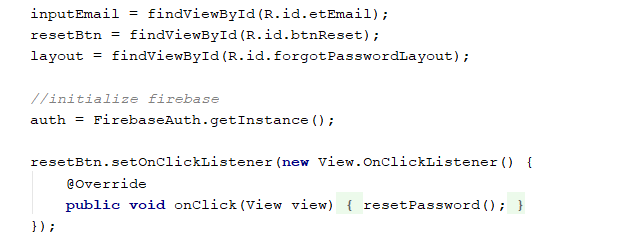 inputEmail = findViewById(R.id.etEmail);
resetBtn = findViewById(R.id.btnReset);
layout = findViewById(R.id.forgotPasswordLayout);
//initialize firebase
auth = FirebaseAuth.getInstance();
resetBtn.setOnClickListener(new View.OnClickListener() {
@Override
public void onClick(View view) { resetPassword(); }
});